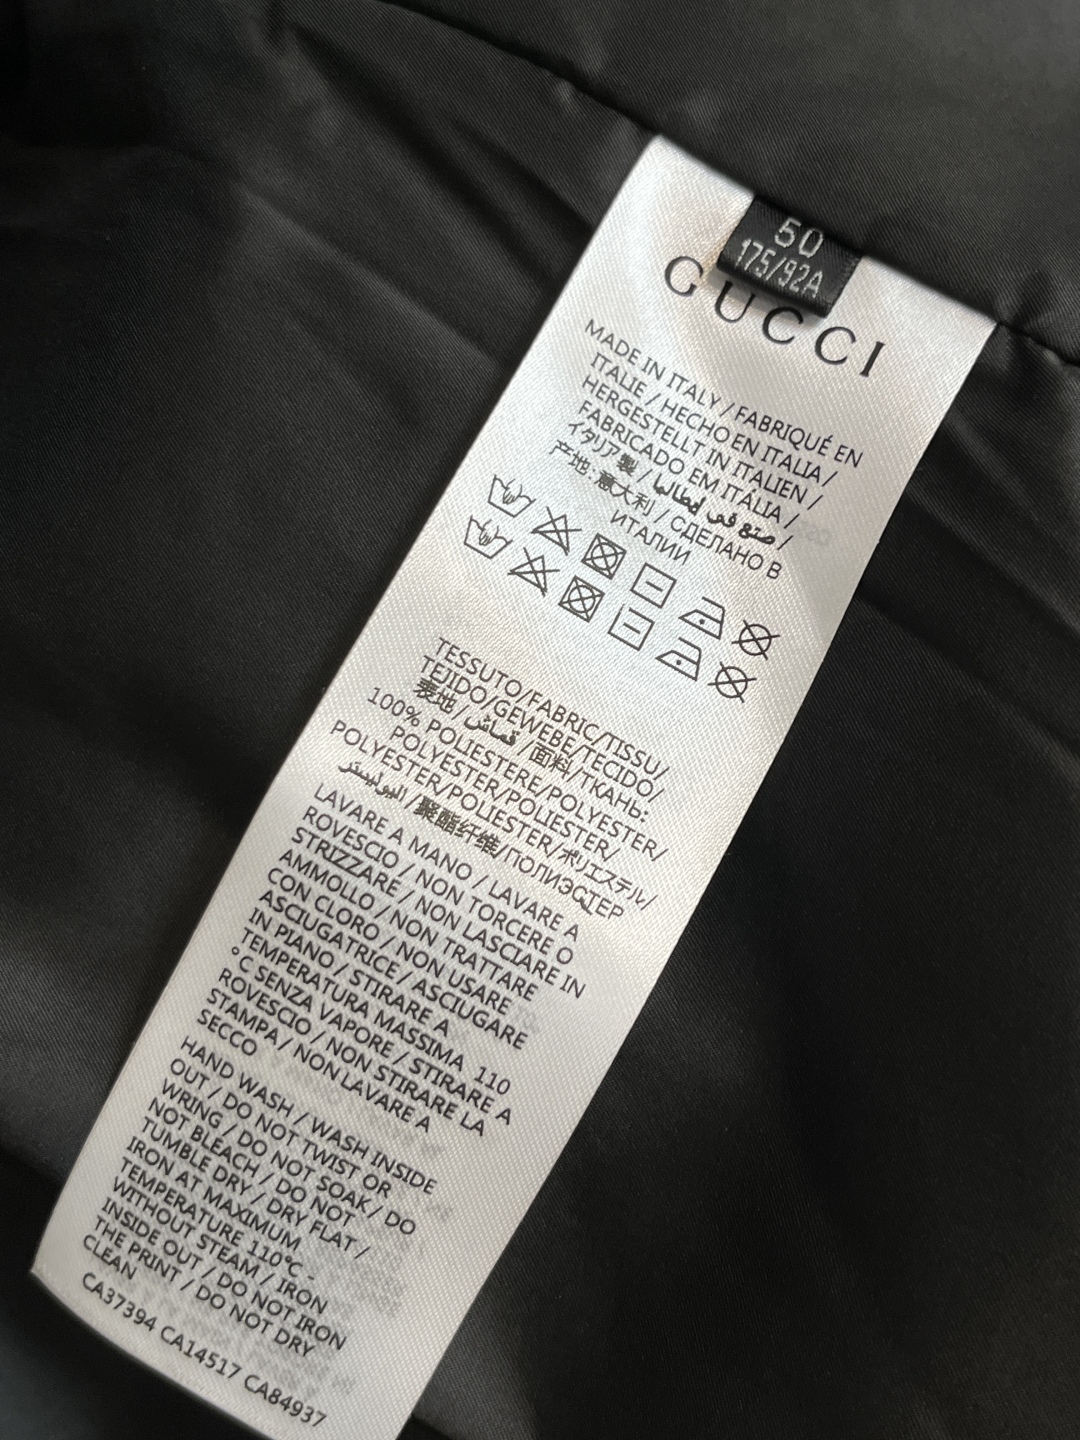 50
175/92A
GUCCI
MADE IN ITALY / FABRIQUÉ EN
ITALIE / HECHO EN ITALIA /
HERGESTELLT IN ITALIEN /
FABRICADO EM ITÁLIA /
イタリア製 / صنع في إيطاليا /
产地: 意大利 / СДЕЛАНО В
ИТАЛИИ
TESSUTO/FABRIC/TISSU/
TEJIDO/GEWEBE/TECIDO/
表地 / قماش /面料/ТКАНЬ:
100% POLIESTERE/POLYESTER/
POLYESTER/POLIESTER/
POLYESTER/POLIESTER/ポリエステル/
البوليستر /聚酯纤维/ПОЛИЭСТЕР
LAVARE A MANO / LAVARE A
ROVESCIO / NON TORCERE O
STRIZZARE / NON LASCIARE IN
AMMOLLO / NON TRATTARE
CON CLORO / NON USARE
ASCIUGATRICE / ASCIUGARE
IN PIANO / STIRARE A
TEMPERATURA MASSIMA 110
°C SENZA VAPORE / STIRARE A
ROVESCIO / NON STIRARE LA
STAMPA / NON LAVARE A
SECCO
HAND WASH / WASH INSIDE
OUT / DO NOT TWIST OR
WRING / DO NOT SOAK / DO
NOT BLEACH / DO NOT
TUMBLE DRY / DRY FLAT /
IRON AT MAXIMUM
TEMPERATURE 110°C -
WITHOUT STEAM / IRON
INSIDE OUT / DO NOT IRON
THE PRINT / DO NOT DRY
CLEAN
CA37394 CA14517 CA84937